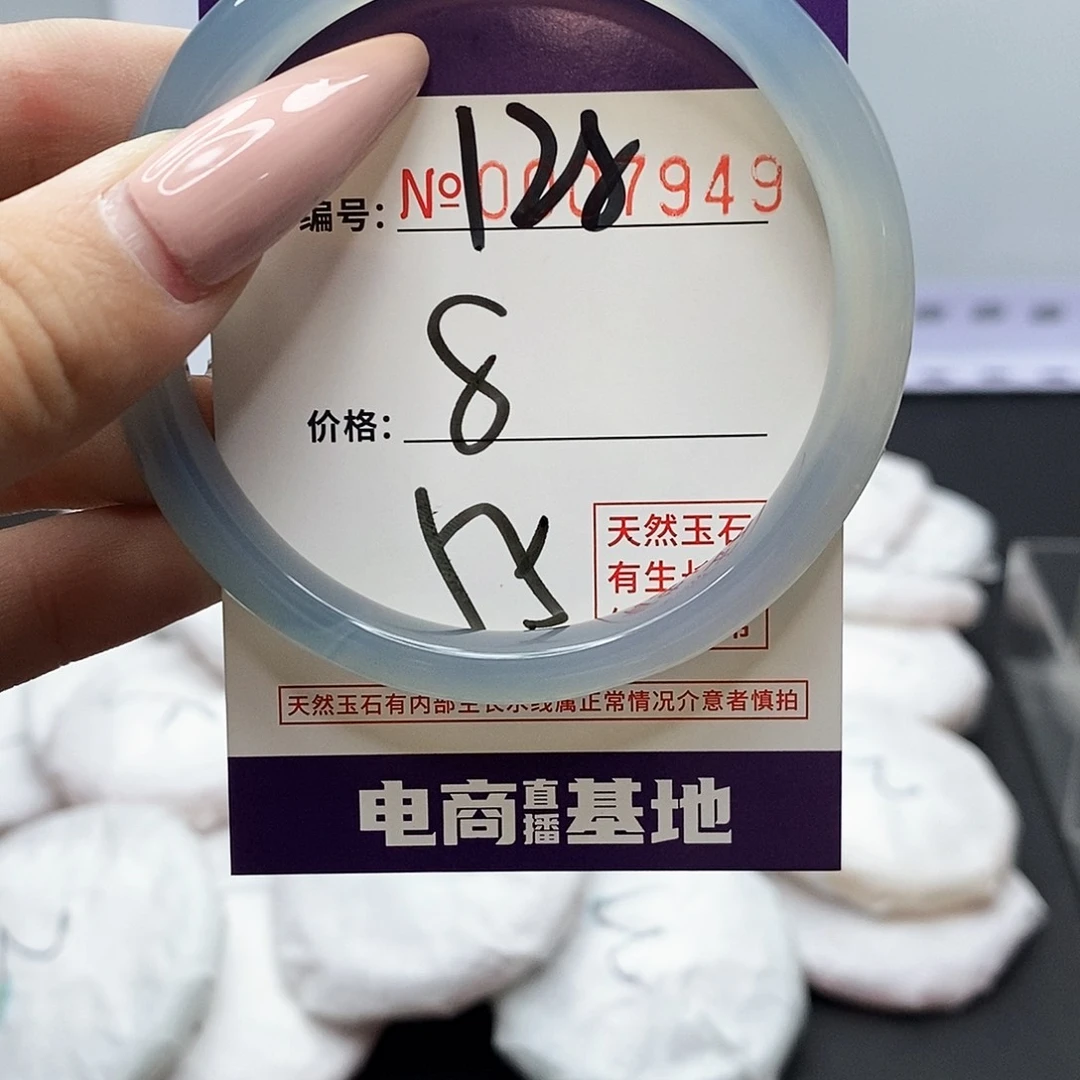 128
编号： №0007949
价格： 8
天然玉石
有生长
天然玉石有内部生长水线属正常情况介意者慎拍
电商直播基地